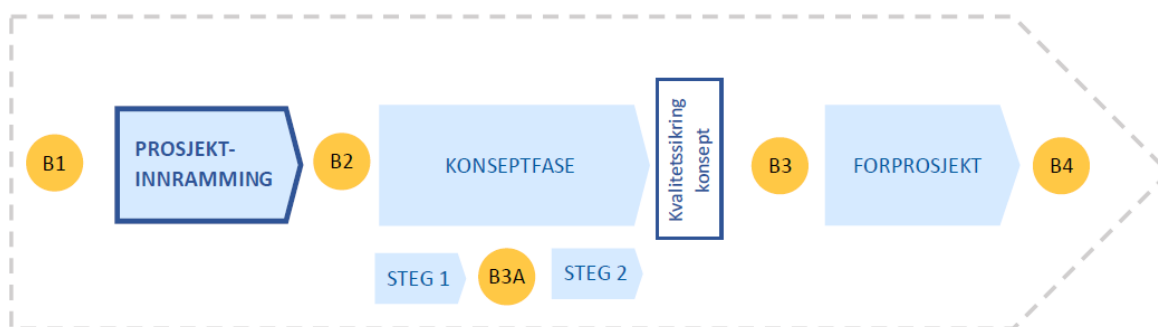 B1
PROSJEKT-
INNRAMMING
B2
KONSEPTFASE
Kvalitetssikring
konsept
B3
FORPROSJEKT
B4
STEG 1
B3A
STEG 2